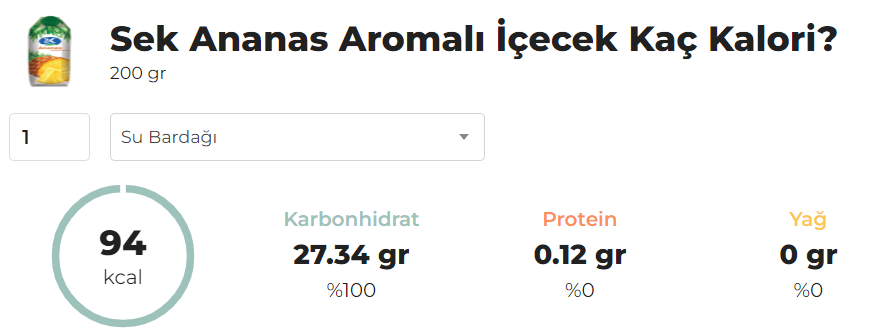 Sek Ananas Aromalı İçecek Kaç Kalori?
200 gr
1
Su Bardağı
94
kcal
Karbonhidrat
27.34 gr
%100
Protein
0.12 gr
%0
Yağ
0 gr
%0